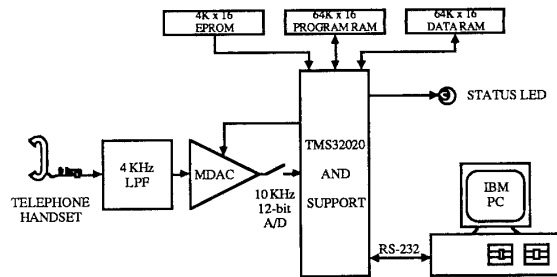 4K x 16
EPROM
64K x 16
PROGRAM RAM
64K x 16
DATA RAM
STATUS LED
TMS32020
AND
SUPPORT
4 KHz
LPF
MDAC
10 KHz
12-bit
A/D
TELEPHONE
HANDSET
IBM
PC
RS-232